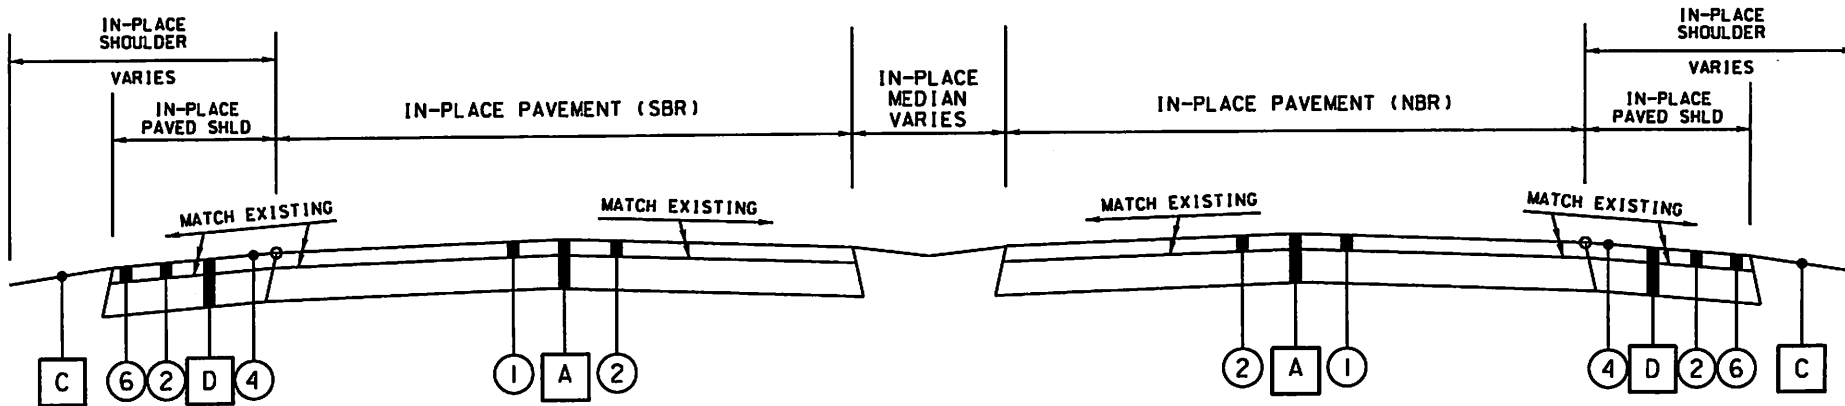 IN-PLACE
SHOULDER
VARIES
IN-PLACE
PAVED SHLD
IN-PLACE PAVEMENT (SBR)
IN-PLACE
MEDIAN
VARIES
IN-PLACE PAVEMENT (NBR)
IN-PLACE
SHOULDER
VARIES
IN-PLACE
PAVED SHLD
MATCH EXISTING
MATCH EXISTING
MATCH EXISTING
MATCH EXISTING
C
6
2
D
4
1
A
2
2
A
1
4
D
2
6
C